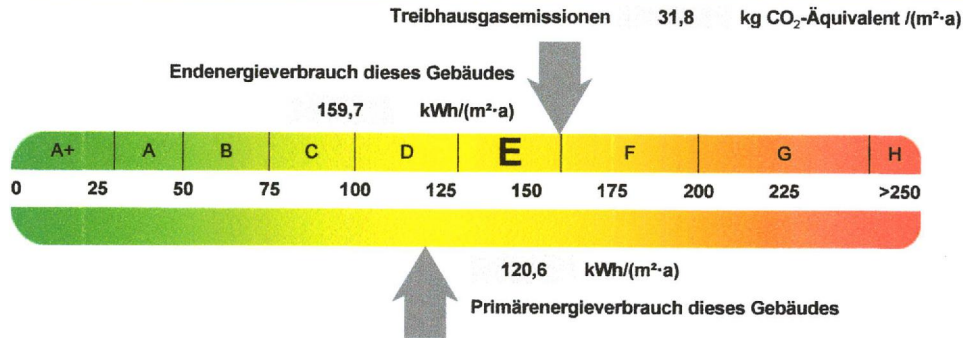 Treibhausgasemissionen 31,8 kg CO₂-Äquivalent /(m²·a)
Endenergieverbrauch dieses Gebäudes
159,7 kWh/(m²·a)
A+ A B C D E F G H
0 25 50 75 100 125 150 175 200 225 >250
120,6 kWh/(m²·a)
Primärenergieverbrauch dieses Gebäudes